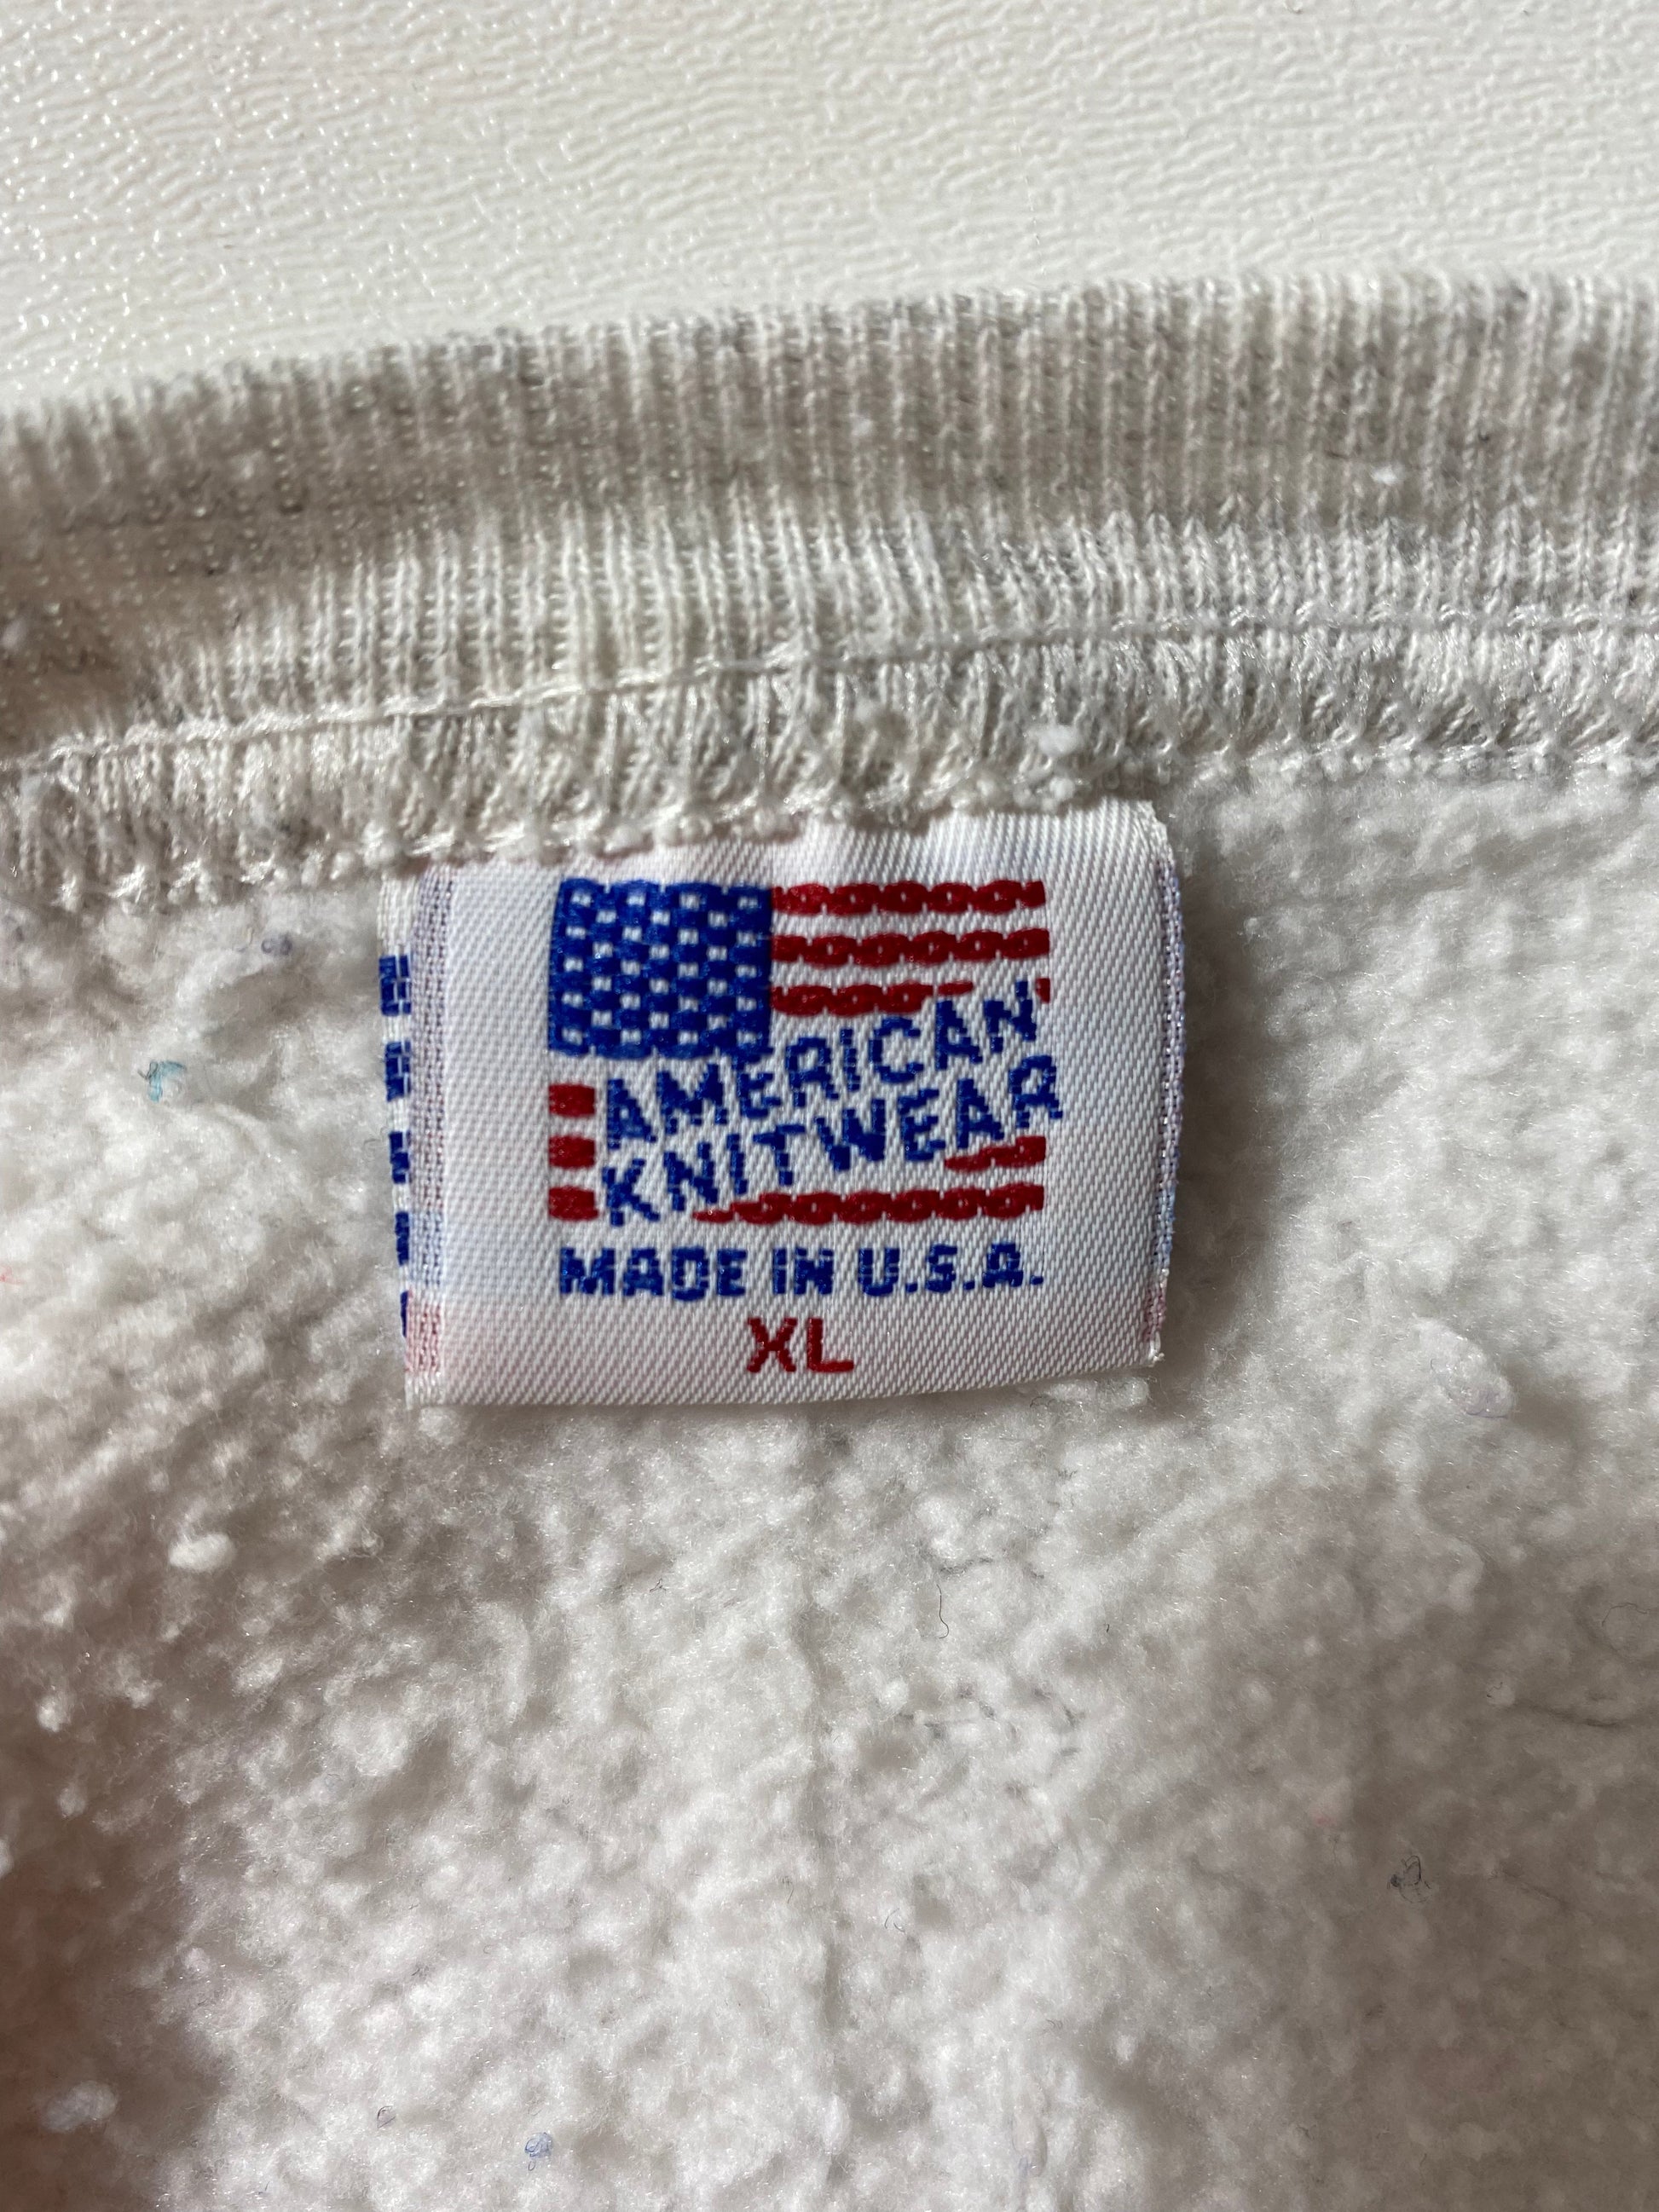 AMERICAN
KNITWEAR
MADE IN U.S.A.
XL